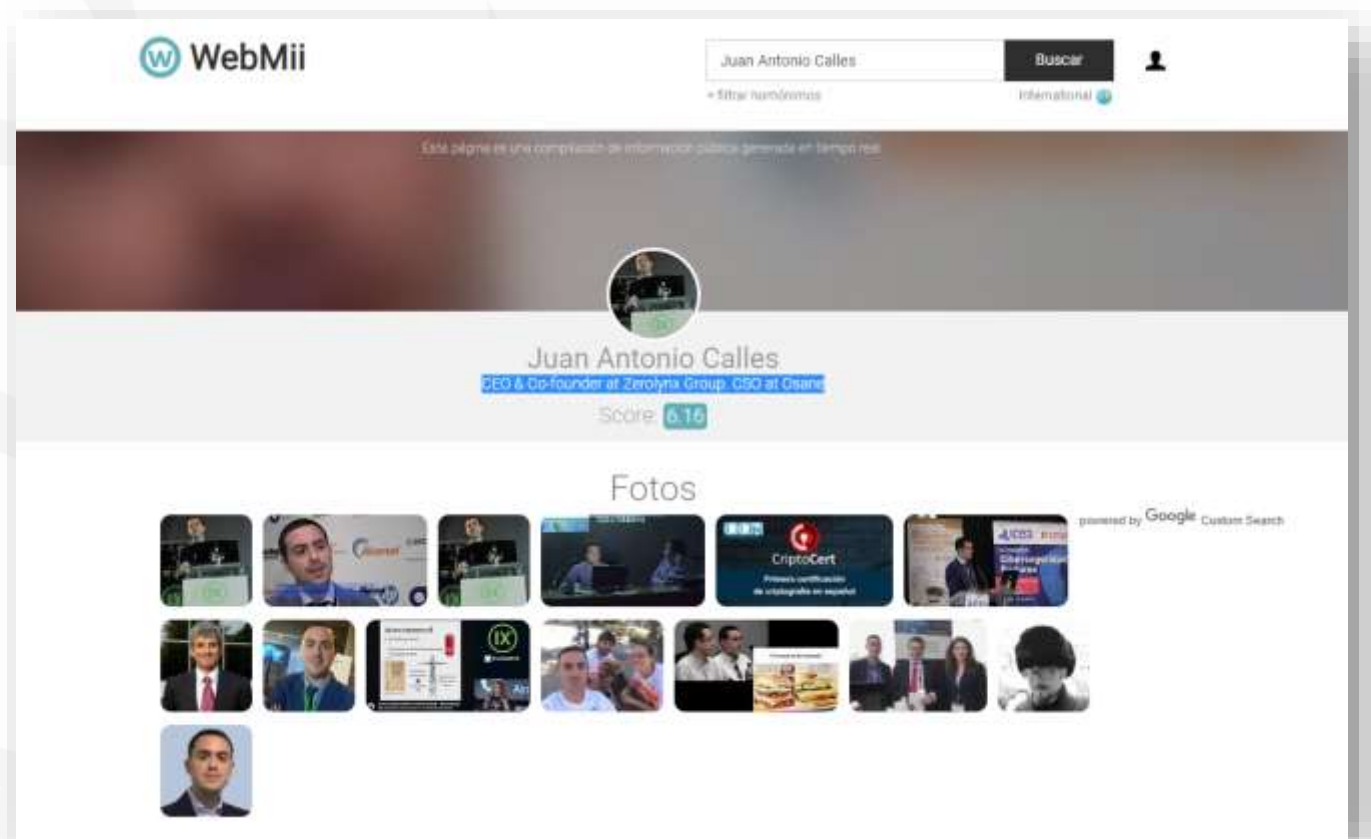 WebMii
Juan Antonio Calles
Buscar
+ filtrar homónimos
International
Esta página es una compilación de información pública generada en tiempo real
Juan Antonio Calles
CEO & Co-founder at Zerolynx Group. CSO at Osane
Score: 6.16
Fotos
powered by Google Custom Search
CriptoCert
Primera certificación
de criptografía en español
IX